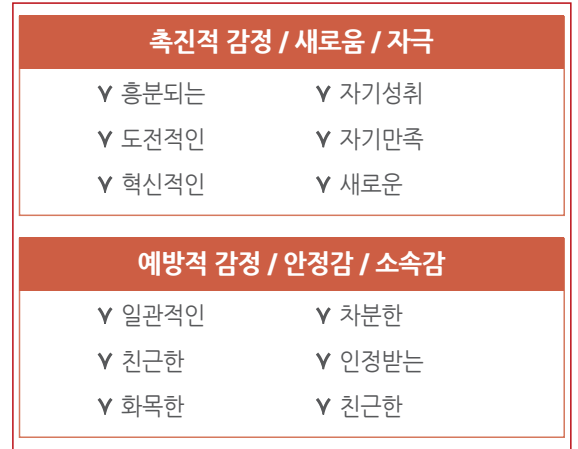 촉진적 감정 / 새로움 / 자극
흥분되는 자기성취
도전적인 자기만족
혁신적인 새로운
예방적 감정 / 안정감 / 소속감
일관적인 차분한
친근한 인정받는
화목한 친근한